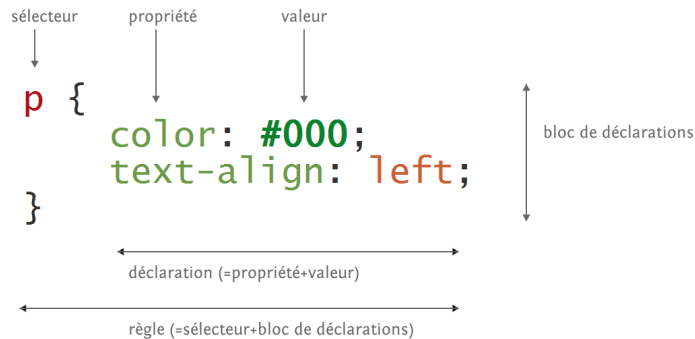 sélecteur propriété valeur
p {
color: #000;
bloc de déclarations
text-align: left;
}
déclaration (=propriété+valeur)
règle (=sélecteur+bloc de déclarations)